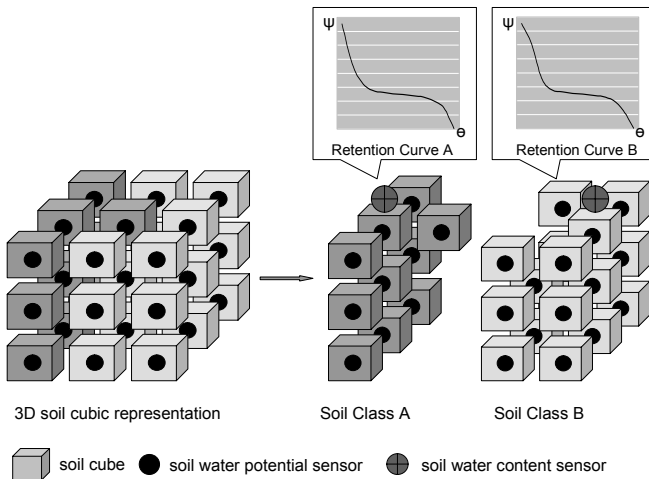 Ψ
ɵ
Retention Curve A
Ψ
ɵ
Retention Curve B
3D soil cubic representation
Soil Class A
Soil Class B
soil cube
soil water potential sensor
soil water content sensor